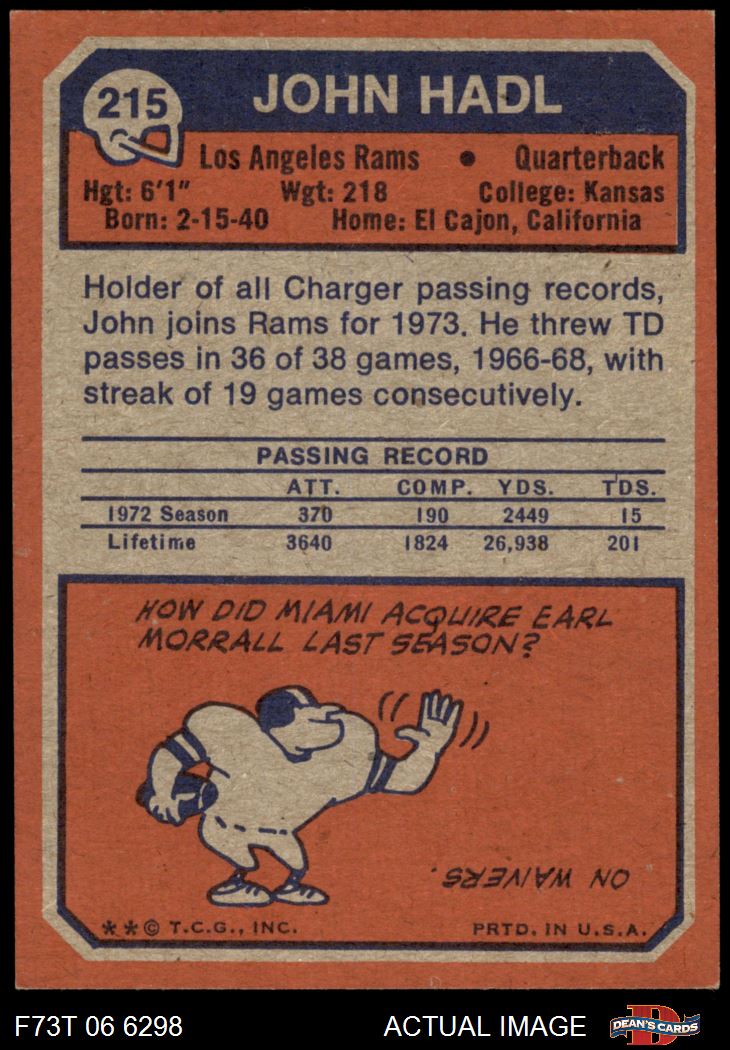 215
JOHN HADL
Los Angeles Rams • Quarterback
Hgt: 6'1" Wgt: 218 College: Kansas
Born: 2-15-40 Home: El Cajon, California
Holder of all Charger passing records,
John joins Rams for 1973. He threw TD
passes in 36 of 38 games, 1966-68, with
streak of 19 games consecutively.
PASSING RECORD
ATT. COMP. YDS. TDS.
1972 Season 370 190 2449 15
Lifetime 3640 1824 26,938 201
HOW DID MIAMI ACQUIRE EARL
MORRALL LAST SEASON?
ON WAIVERS.
**© T.C.G., INC. PRTD. IN U.S.A.
F73T 06 6298 ACTUAL IMAGE D DEAN'S CARDS